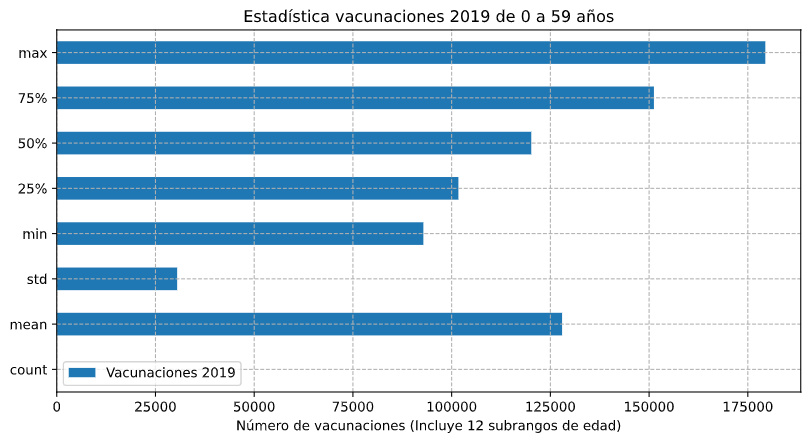 Estadística vacunaciones 2019 de 0 a 59 años
max
75%
50%
25%
min
std
mean
count
Vacunaciones 2019
0 25000 50000 75000 100000 125000 150000 175000
Número de vacunaciones (Incluye 12 subrangos de edad)